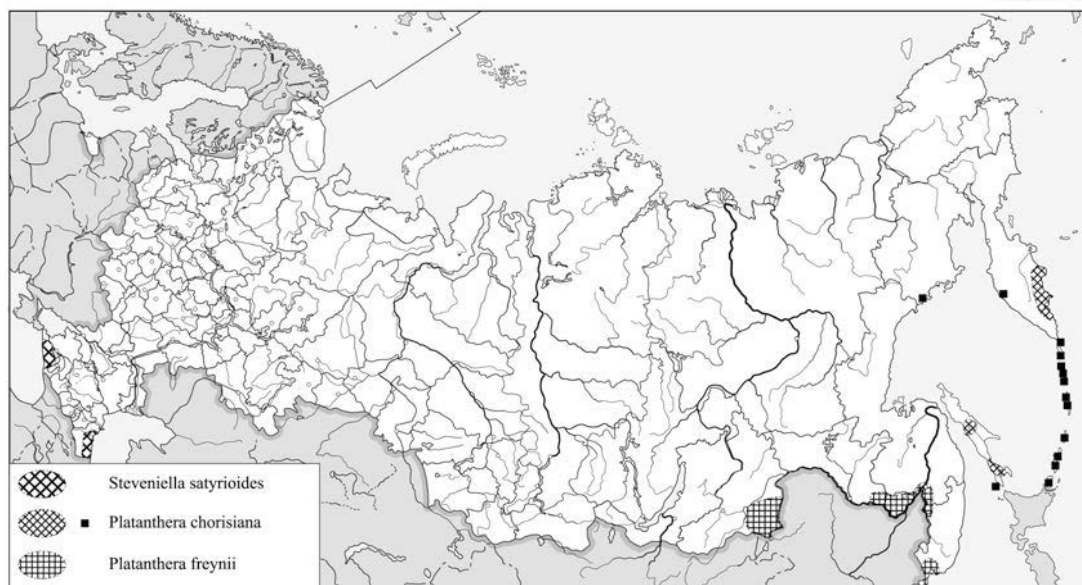 Steveniella satyrioides
Platanthera chorisiana
Platanthera freynii